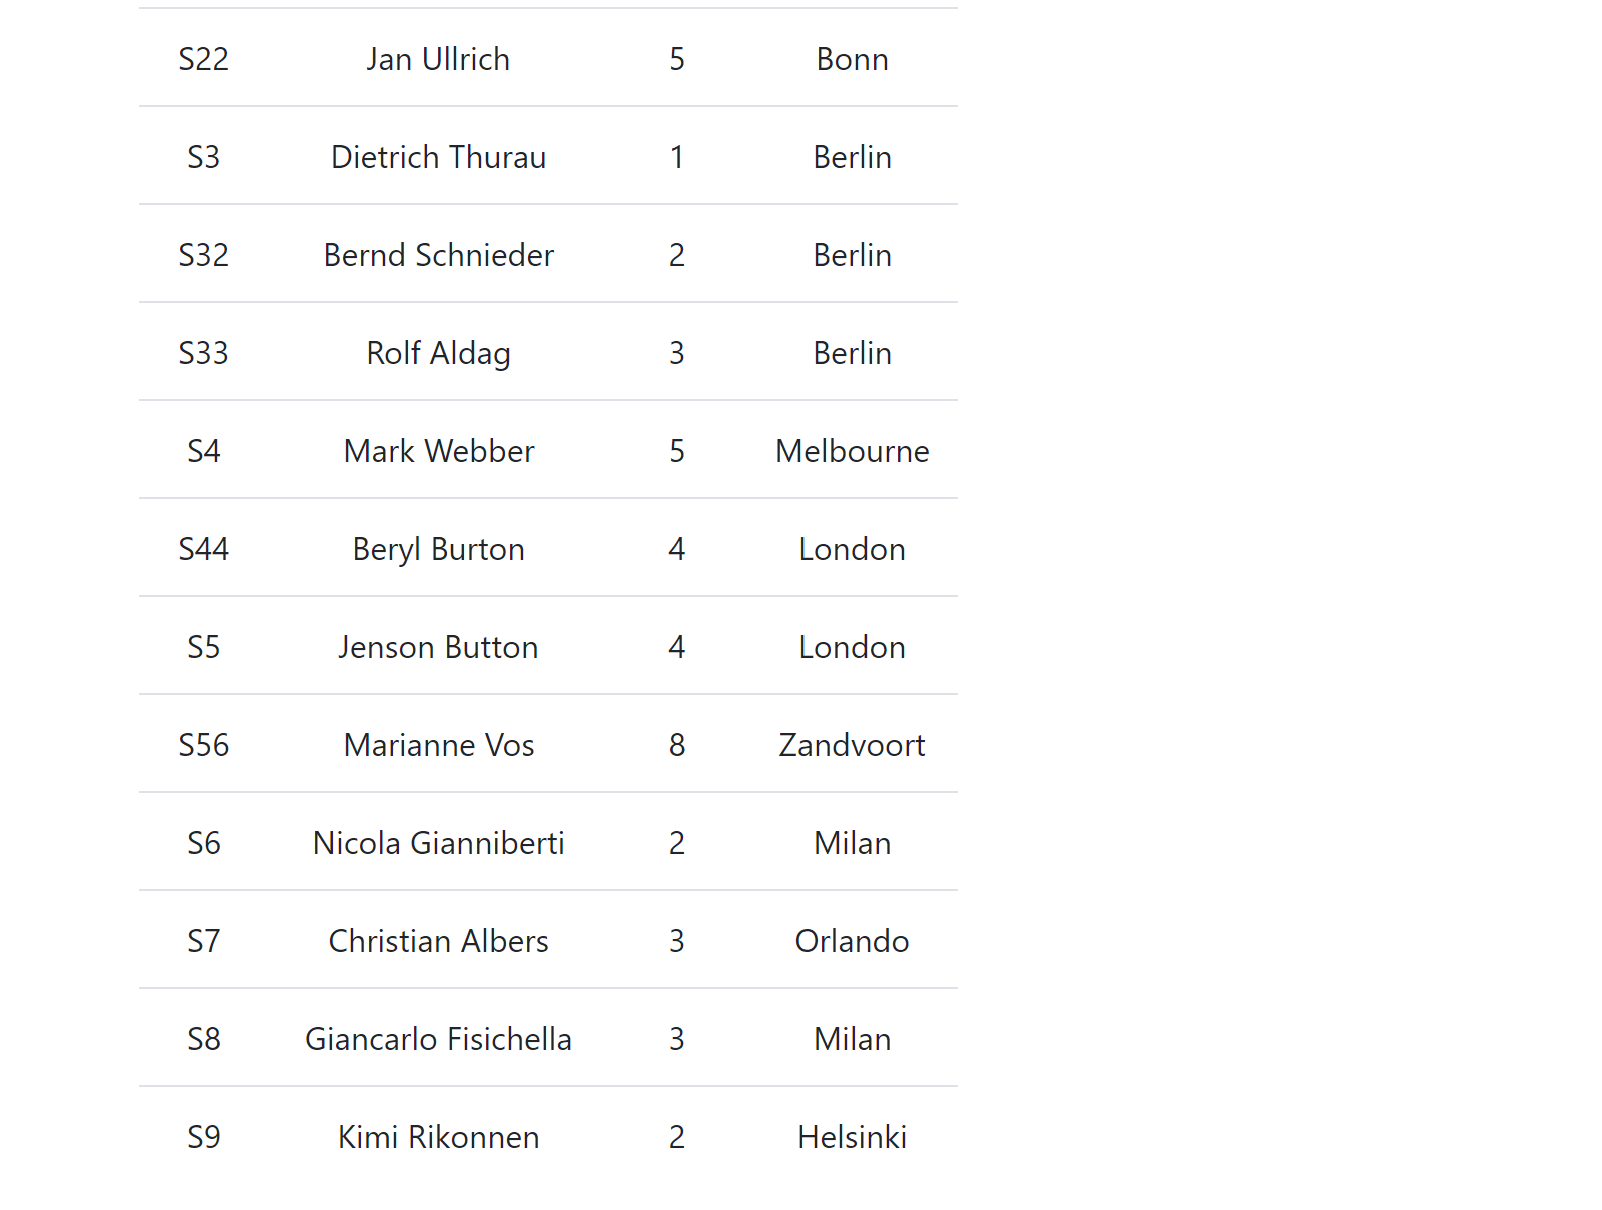 S22 Jan Ullrich 5 Bonn
S3 Dietrich Thurau 1 Berlin
S32 Bernd Schnieder 2 Berlin
S33 Rolf Aldag 3 Berlin
S4 Mark Webber 5 Melbourne
S44 Beryl Burton 4 London
S5 Jenson Button 4 London
S56 Marianne Vos 8 Zandvoort
S6 Nicola Gianniberti 2 Milan
S7 Christian Albers 3 Orlando
S8 Giancarlo Fisichella 3 Milan
S9 Kimi Rikonnen 2 Helsinki